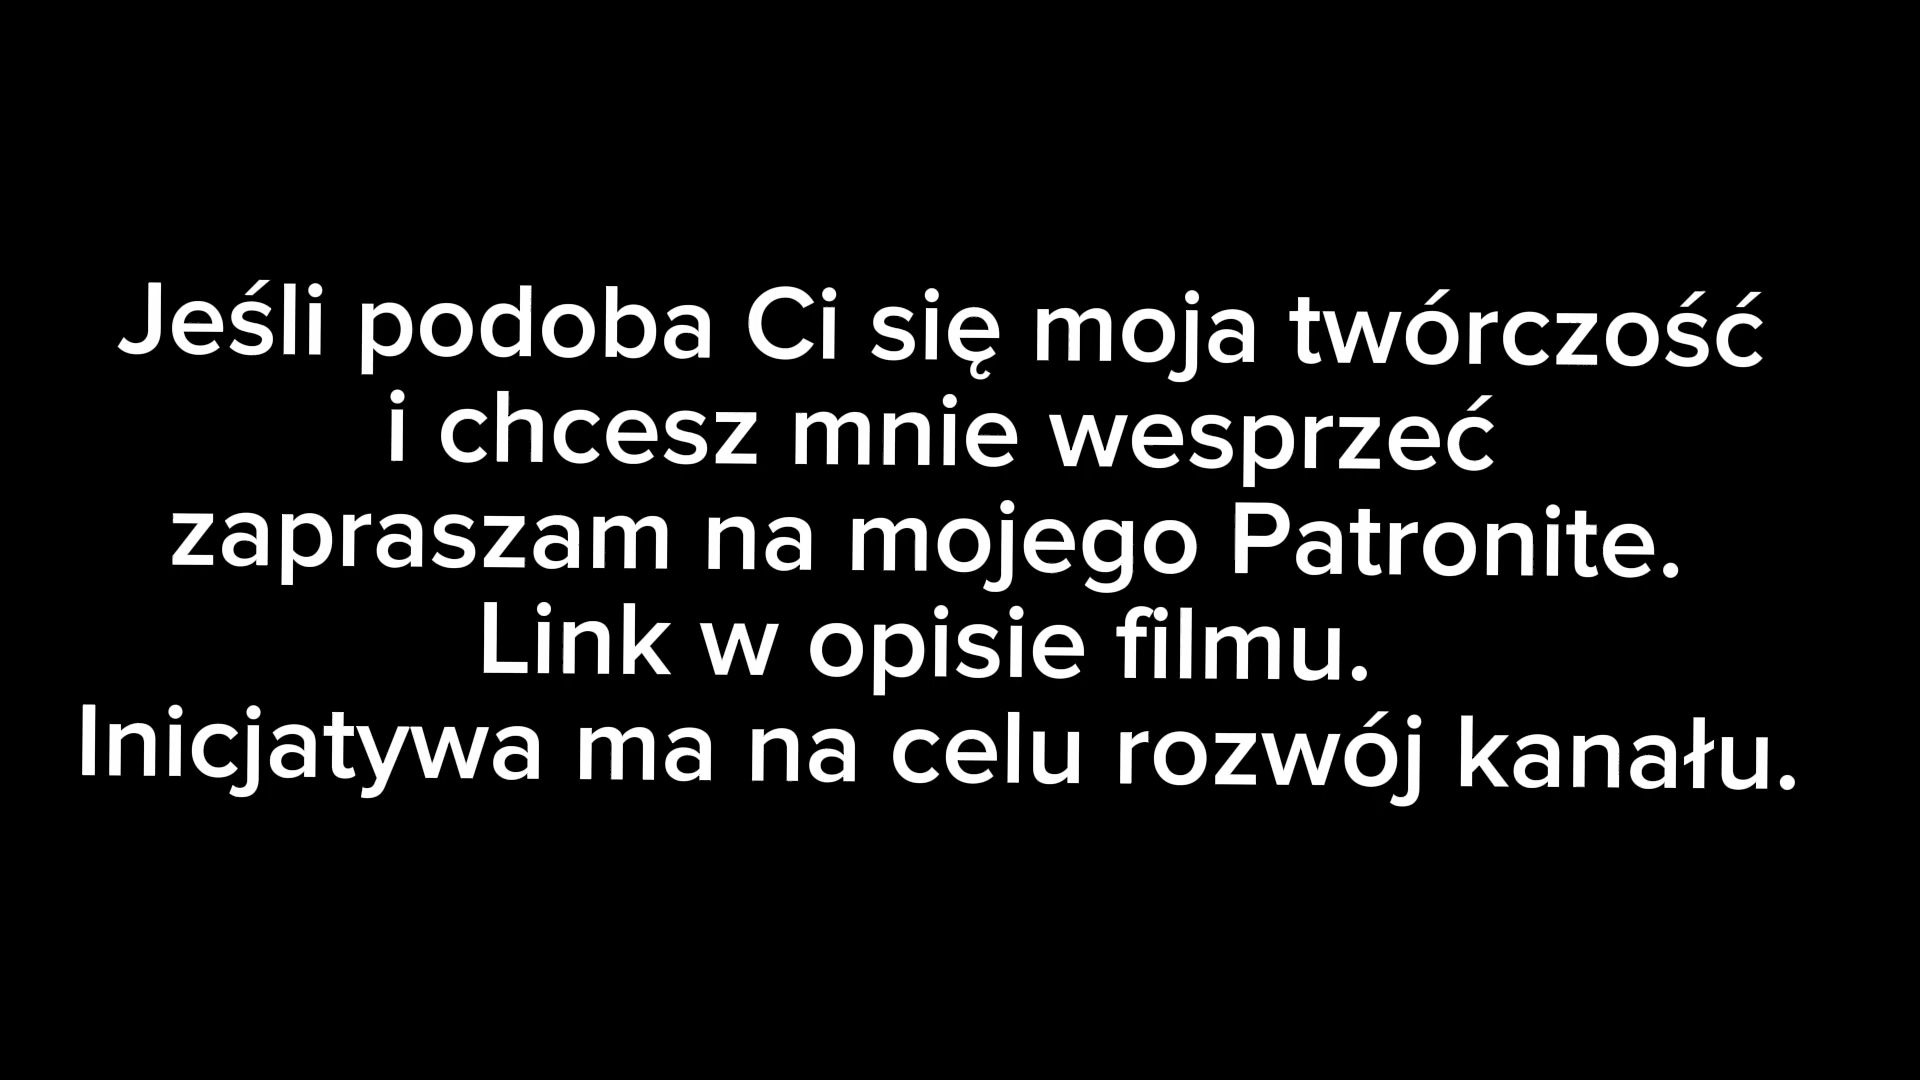 Jeśli podoba Ci się moja twórczość
i chcesz mnie wesprzeć
zapraszam na mojego Patronite.
Link w opisie filmu.
Inicjatywa ma na celu rozwój kanału.